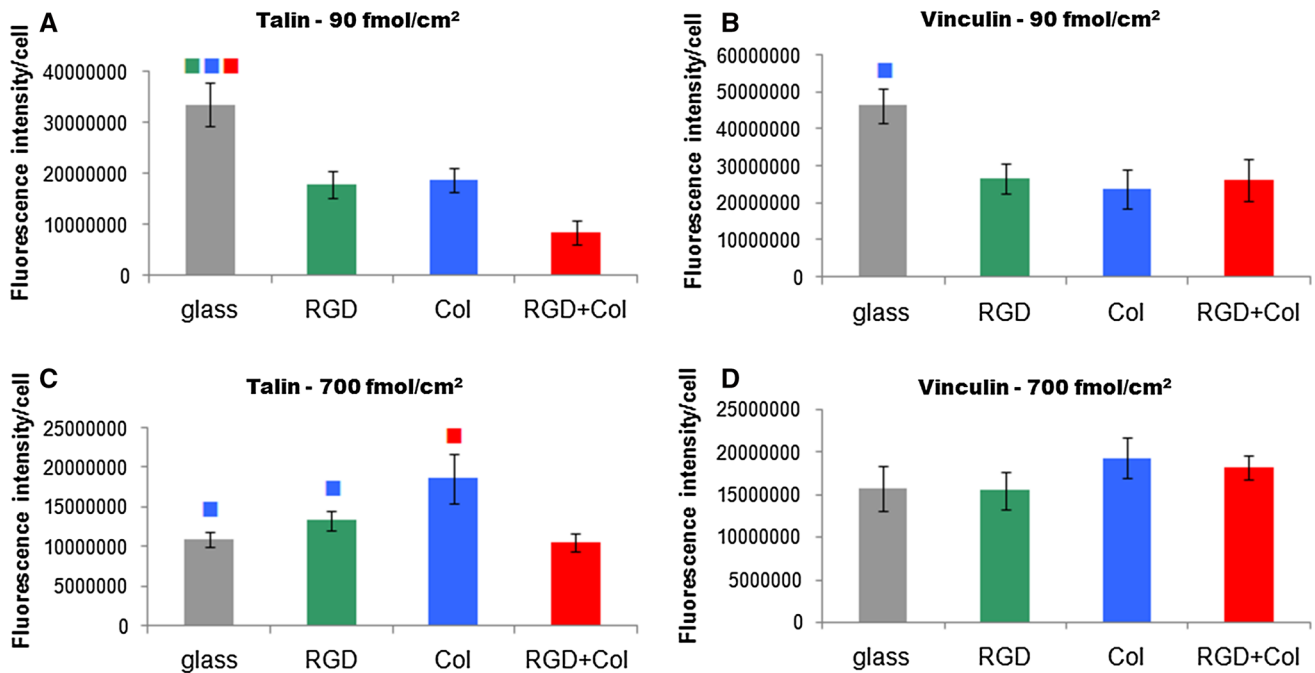 A
Talin - 90 fmol/cm²
Fluorescence intensity/cell
40000000
30000000
20000000
10000000
0
glass RGD Col RGD+Col
B
Vinculin - 90 fmol/cm²
Fluorescence intensity/cell
60000000
50000000
40000000
30000000
20000000
10000000
0
glass RGD Col RGD+Col
C
Talin - 700 fmol/cm²
Fluorescence intensity/cell
25000000
20000000
15000000
10000000
5000000
0
glass RGD Col RGD+Col
D
Vinculin - 700 fmol/cm²
Fluorescence intensity/cell
25000000
20000000
15000000
10000000
5000000
0
glass RGD Col RGD+Col